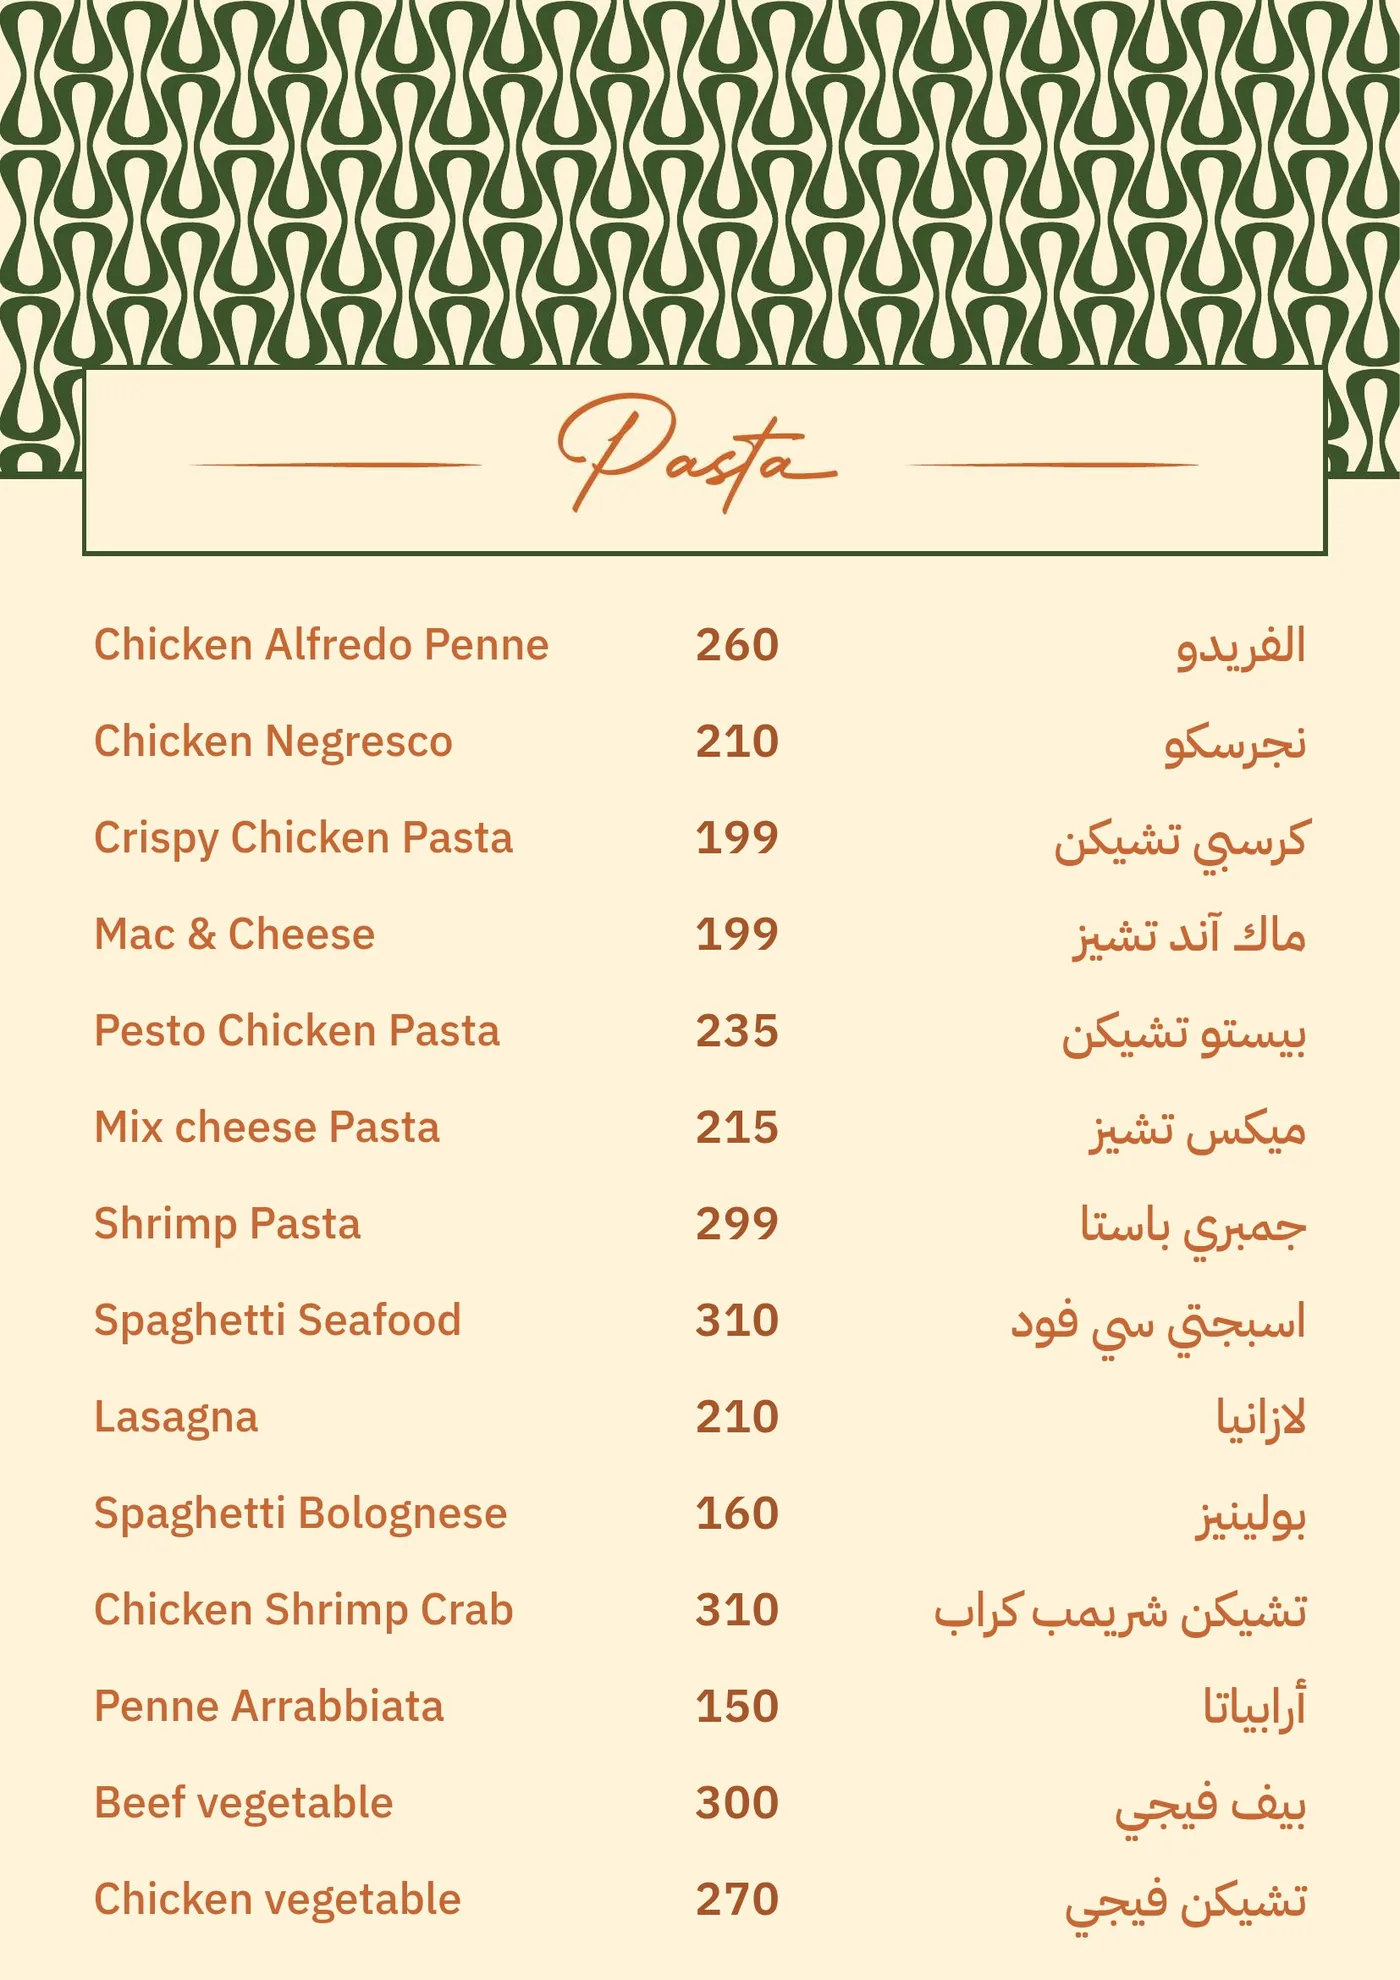 Pasta
Chicken Alfredo Penne 260 الفريدو
Chicken Negresco 210 نجرسكو
Crispy Chicken Pasta 199 كرسبي تشيكن
Mac & Cheese 199 ماك آند تشيز
Pesto Chicken Pasta 235 بيستو تشيكن
Mix cheese Pasta 215 ميكس تشيز
Shrimp Pasta 299 جمبري باستا
Spaghetti Seafood 310 اسبجتي سي فود
Lasagna 210 لازانيا
Spaghetti Bolognese 160 بولينيز
Chicken Shrimp Crab 310 تشيكن شريمب كراب
Penne Arrabbiata 150 أرابياتا
Beef vegetable 300 بيف فيجي
Chicken vegetable 270 تشيكن فيجي